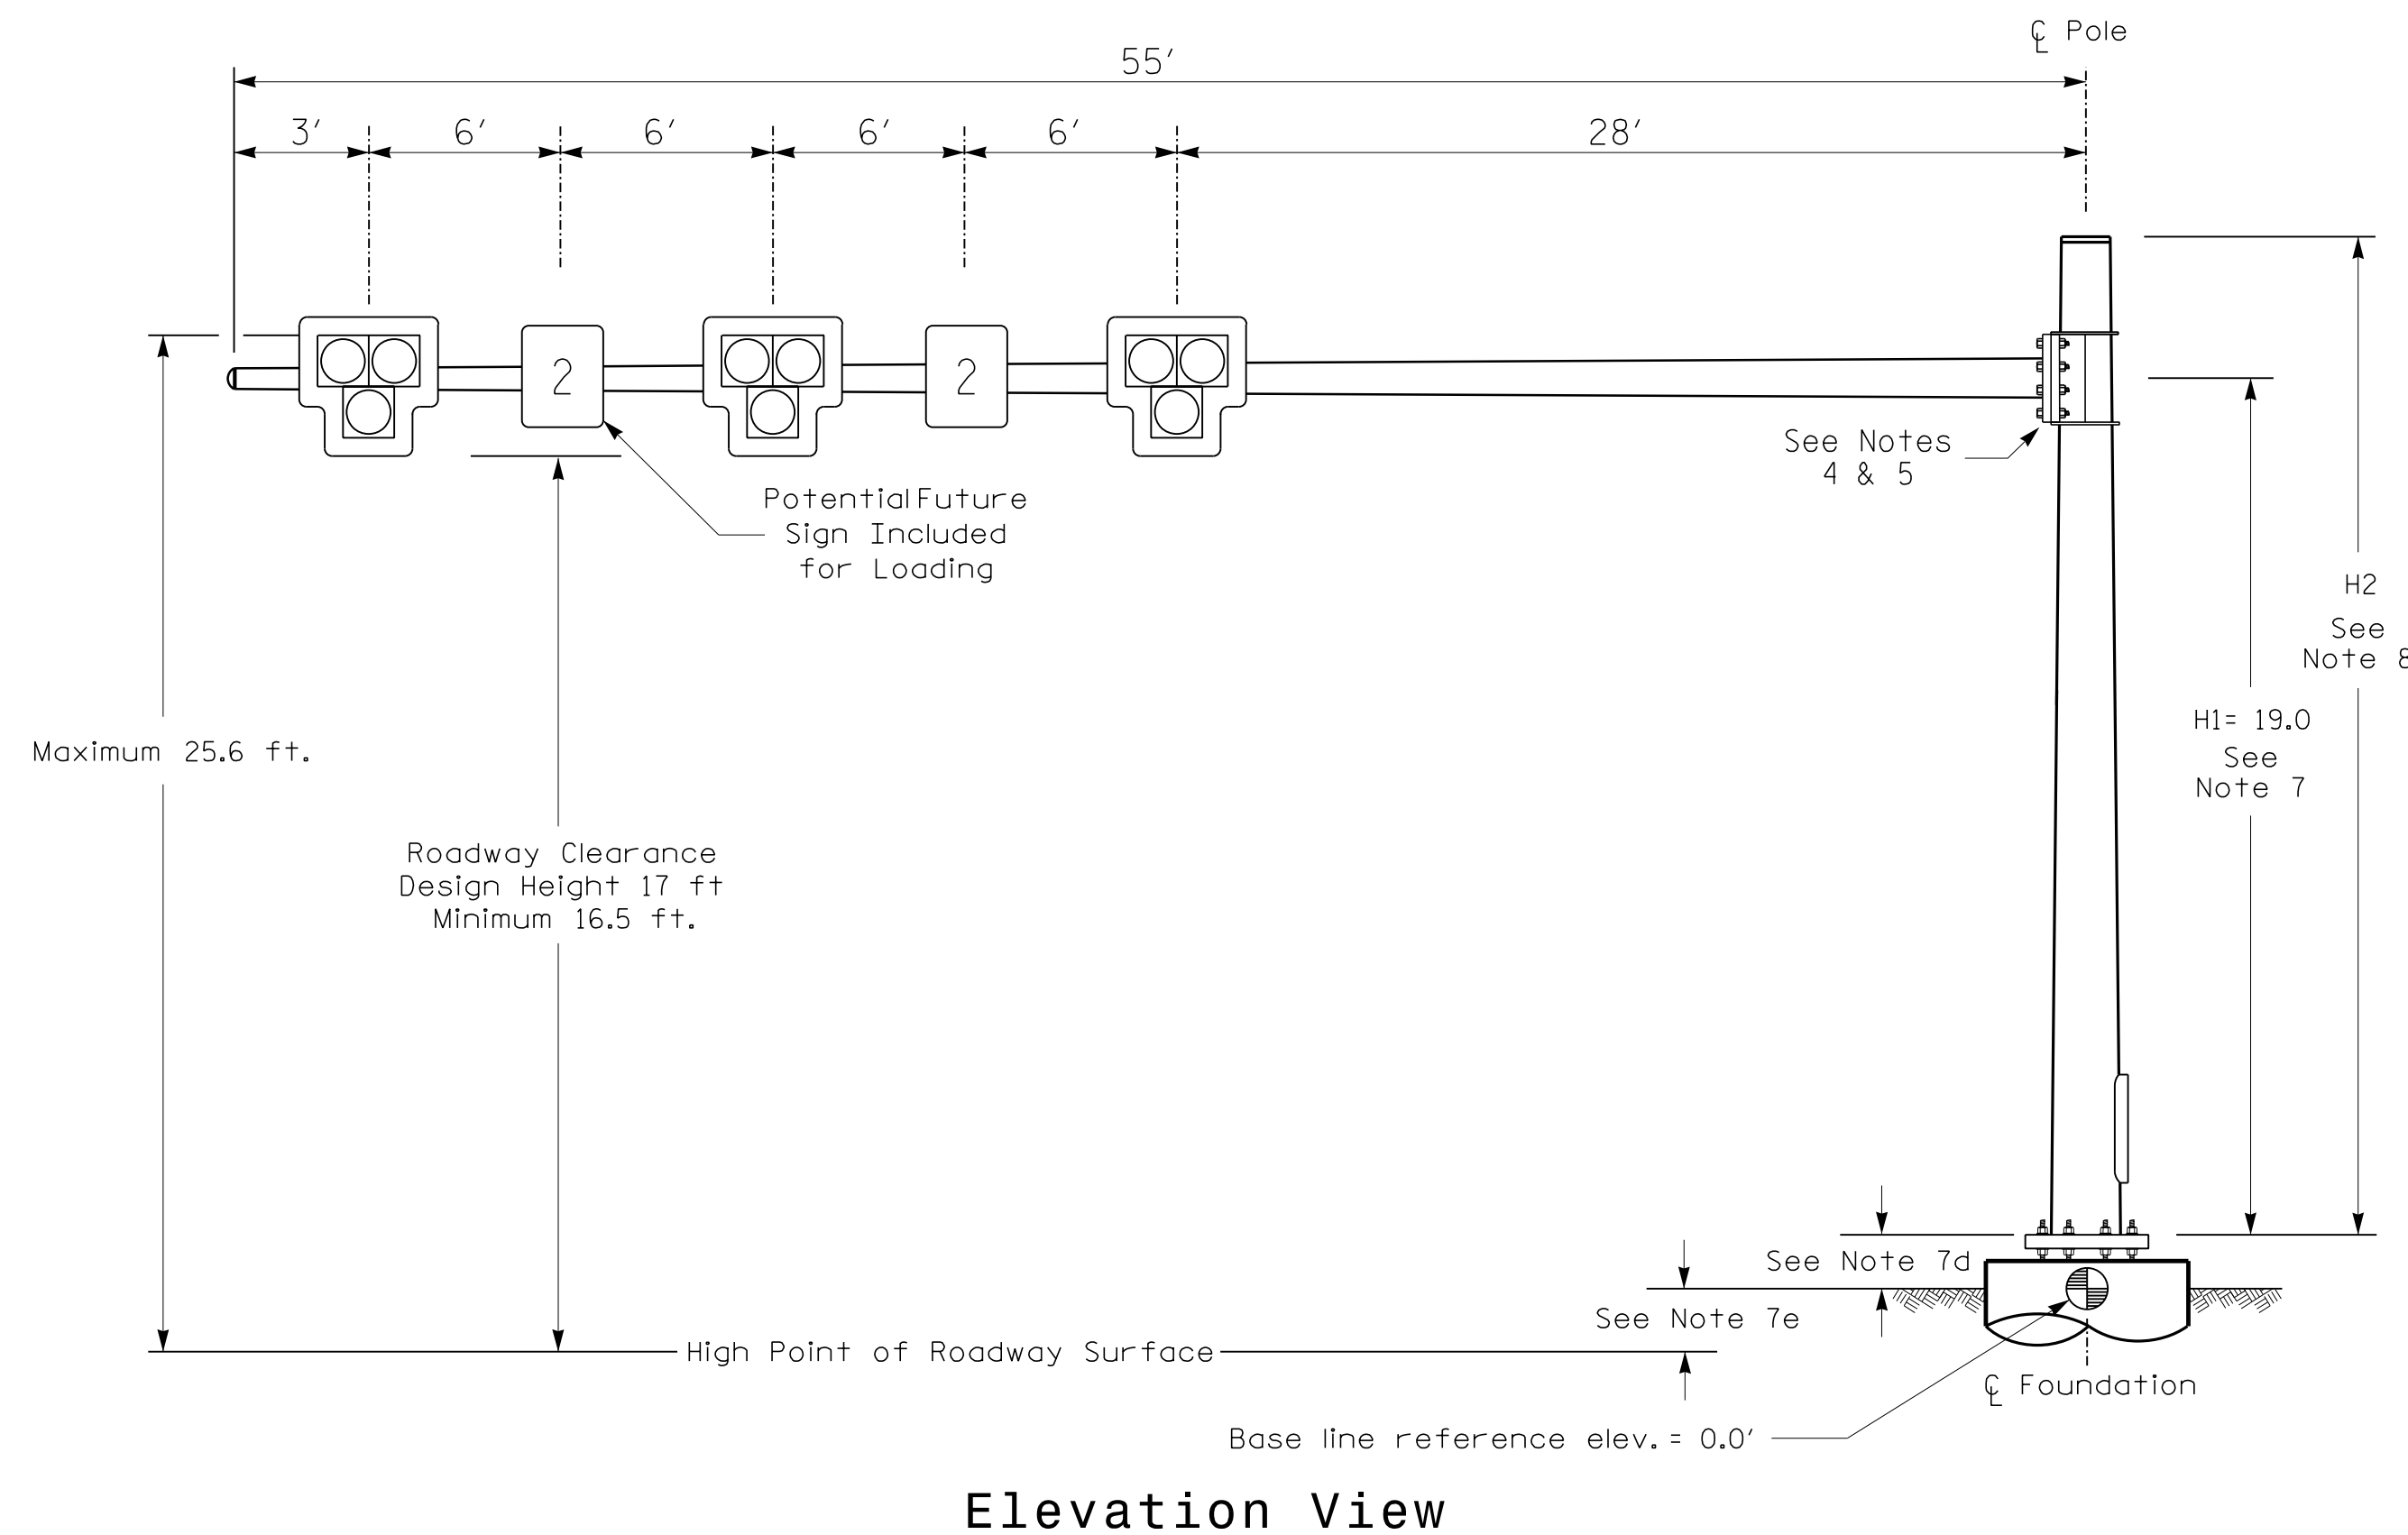 ℄ Pole
55'
3' 6' 6' 6' 6' 28'
2 2
See Notes
4 & 5
Potential Future
Sign Included
for Loading
H2
See
Note 8
H1= 19.0
See
Note 7
Maximum 25.6 ft.
Roadway Clearance
Design Height 17 ft
Minimum 16.5 ft.
See Note 7d
See Note 7e
High Point of Roadway Surface
℄ Foundation
Base line reference elev. = 0.0'
Elevation View